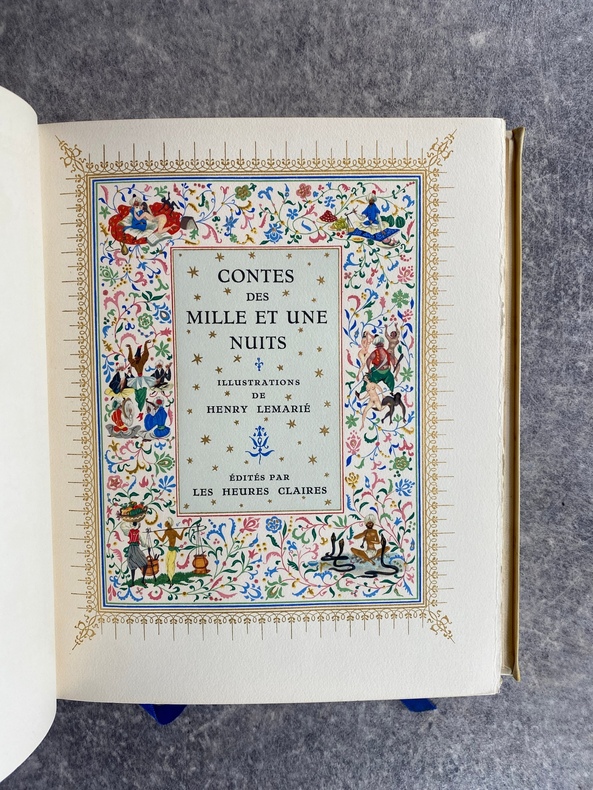 CONTES
DES
MILLE ET UNE
NUITS
ILLUSTRATIONS
DE
HENRY LEMARIÉ
ÉDITÉS PAR
LES HEURES CLAIRES